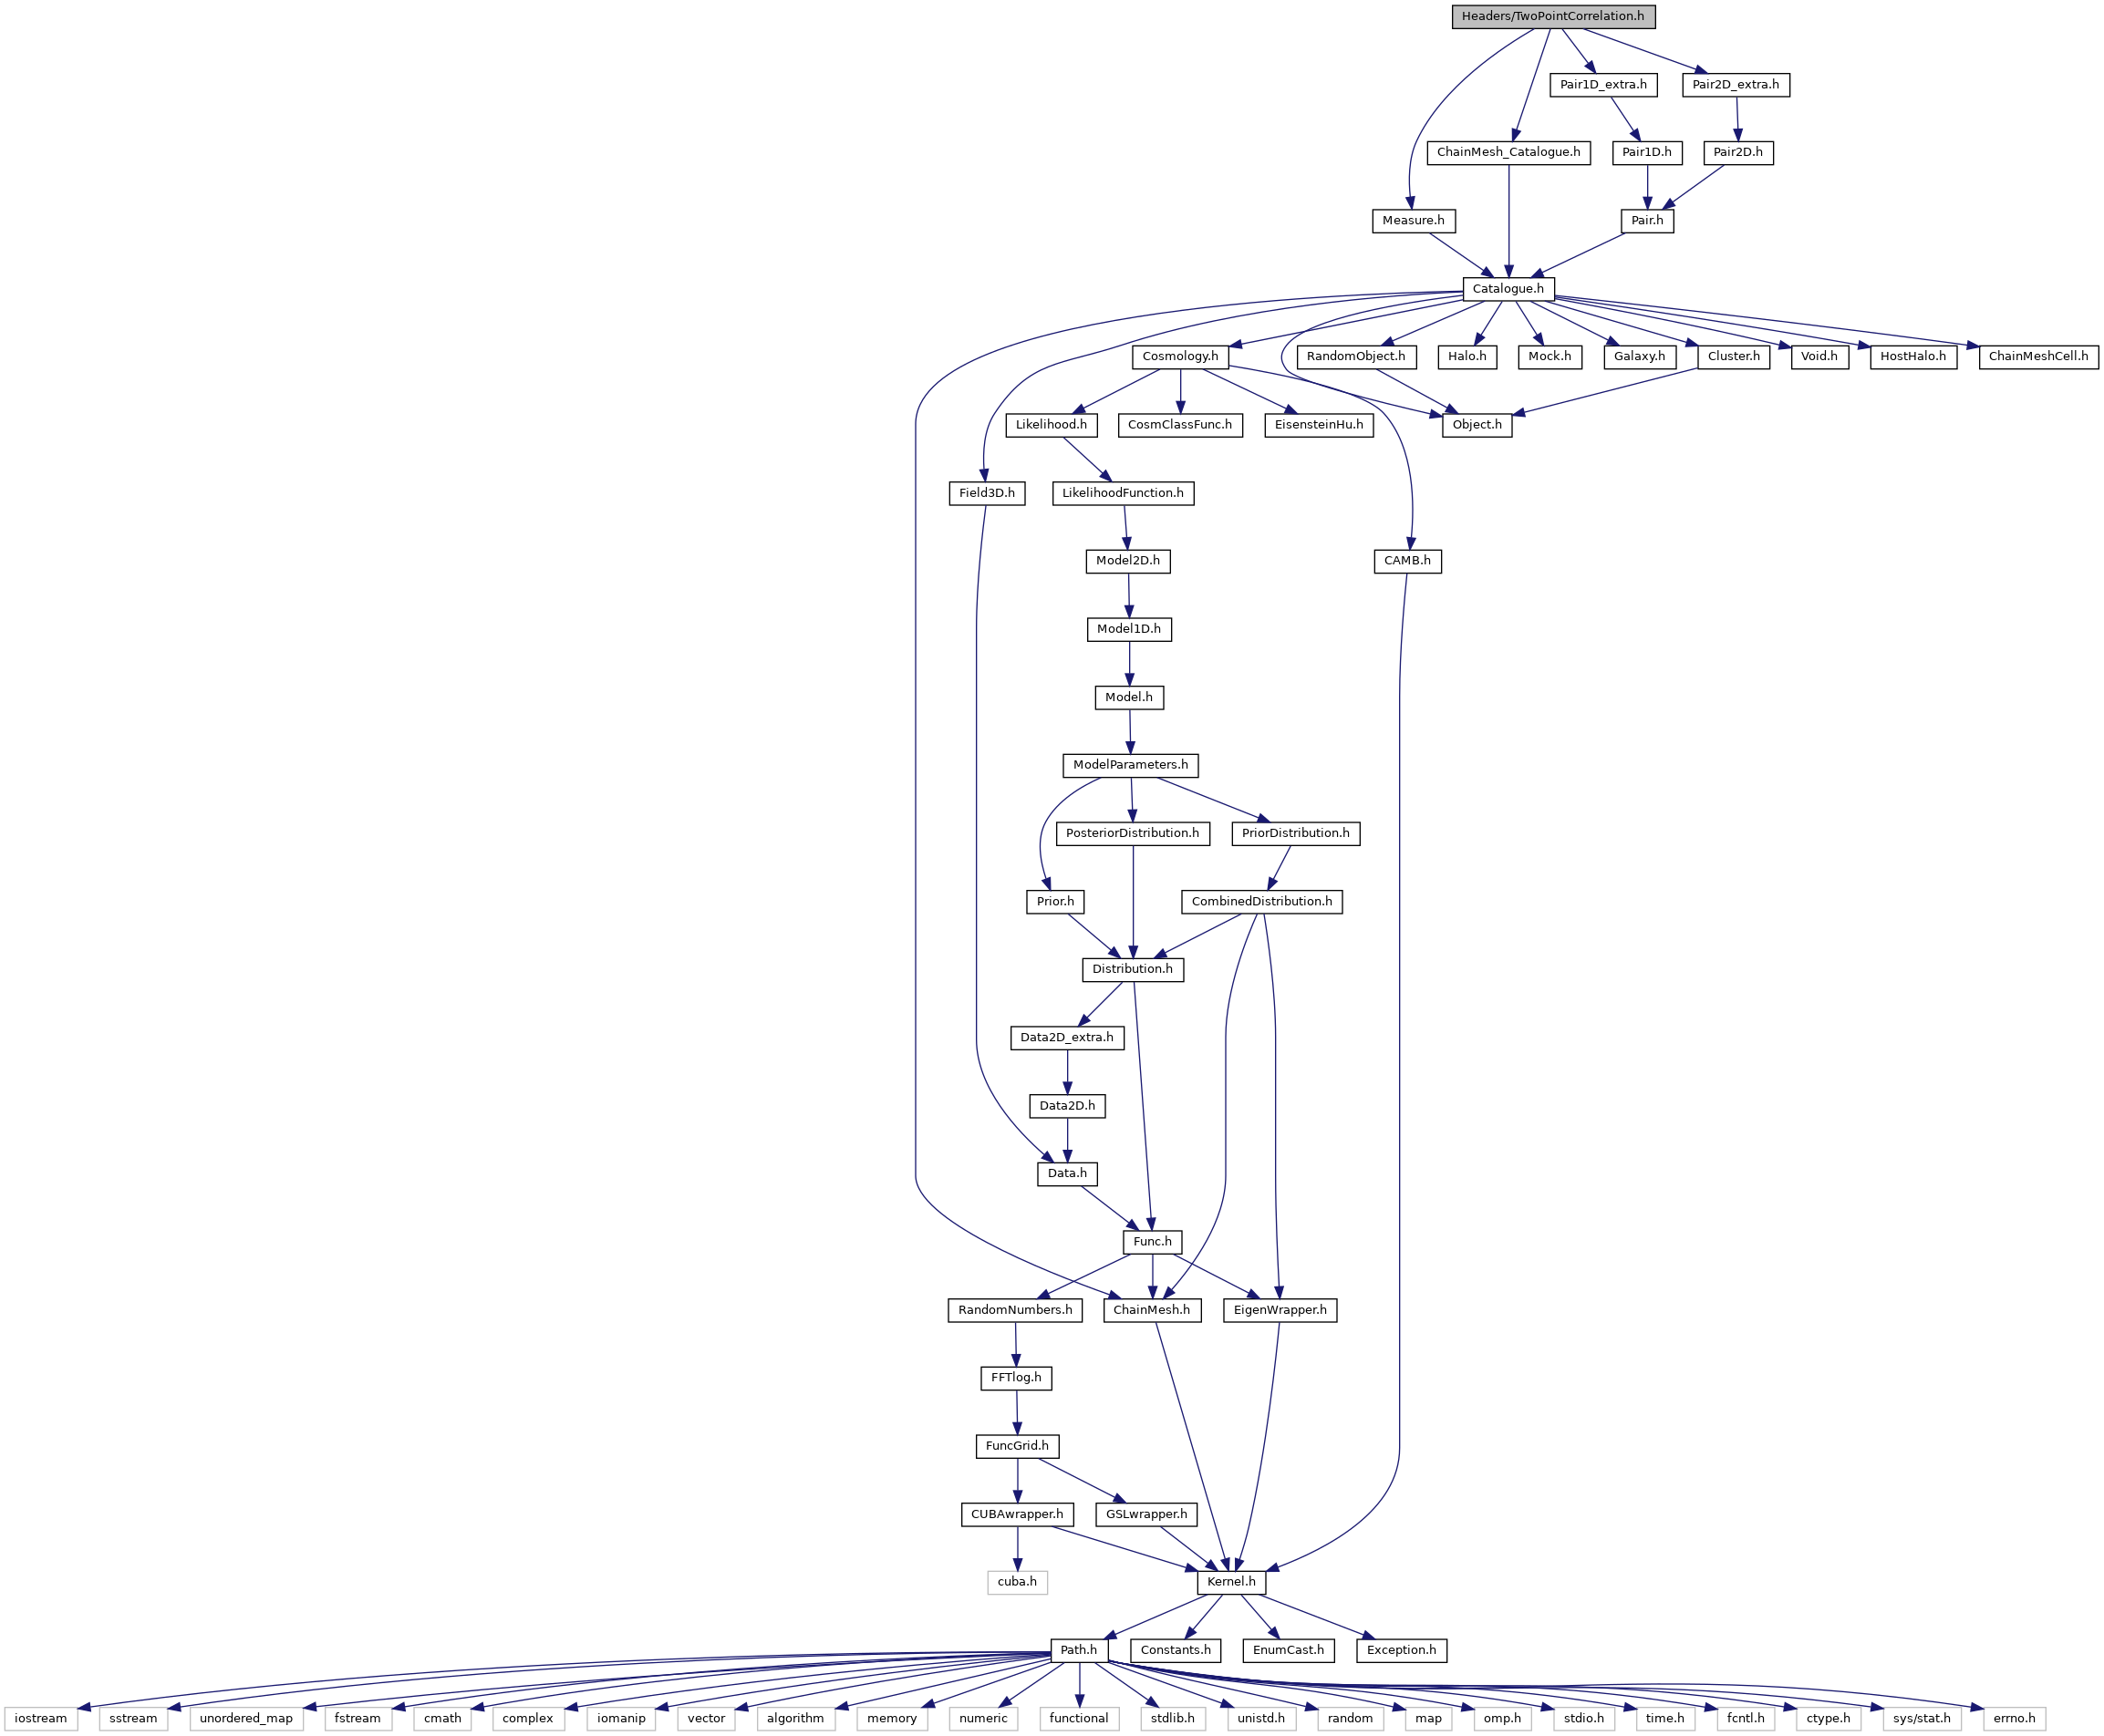 Headers/TwoPointCorrelation.h
Pair1D_extra.h
Pair2D_extra.h
ChainMesh_Catalogue.h
Pair1D.h
Pair2D.h
Measure.h
Pair.h
Catalogue.h
Cosmology.h
RandomObject.h
Halo.h
Mock.h
Galaxy.h
Cluster.h
Void.h
HostHalo.h
ChainMeshCell.h
Likelihood.h
CosmClassFunc.h
EisensteinHu.h
Object.h
Field3D.h
LikelihoodFunction.h
Model2D.h
CAMB.h
Model1D.h
Model.h
ModelParameters.h
PosteriorDistribution.h
PriorDistribution.h
Prior.h
CombinedDistribution.h
Distribution.h
Data2D_extra.h
Data2D.h
Data.h
Func.h
RandomNumbers.h
ChainMesh.h
EigenWrapper.h
FFTlog.h
FuncGrid.h
CUBAwrapper.h
GSLwrapper.h
cuba.h
Kernel.h
Path.h
Constants.h
EnumCast.h
Exception.h
iostream
sstream
unordered_map
fstream
cmath
complex
iomanip
vector
algorithm
memory
numeric
functional
stdlib.h
unistd.h
random
map
omp.h
stdio.h
time.h
fcntl.h
ctype.h
sys/stat.h
errno.h